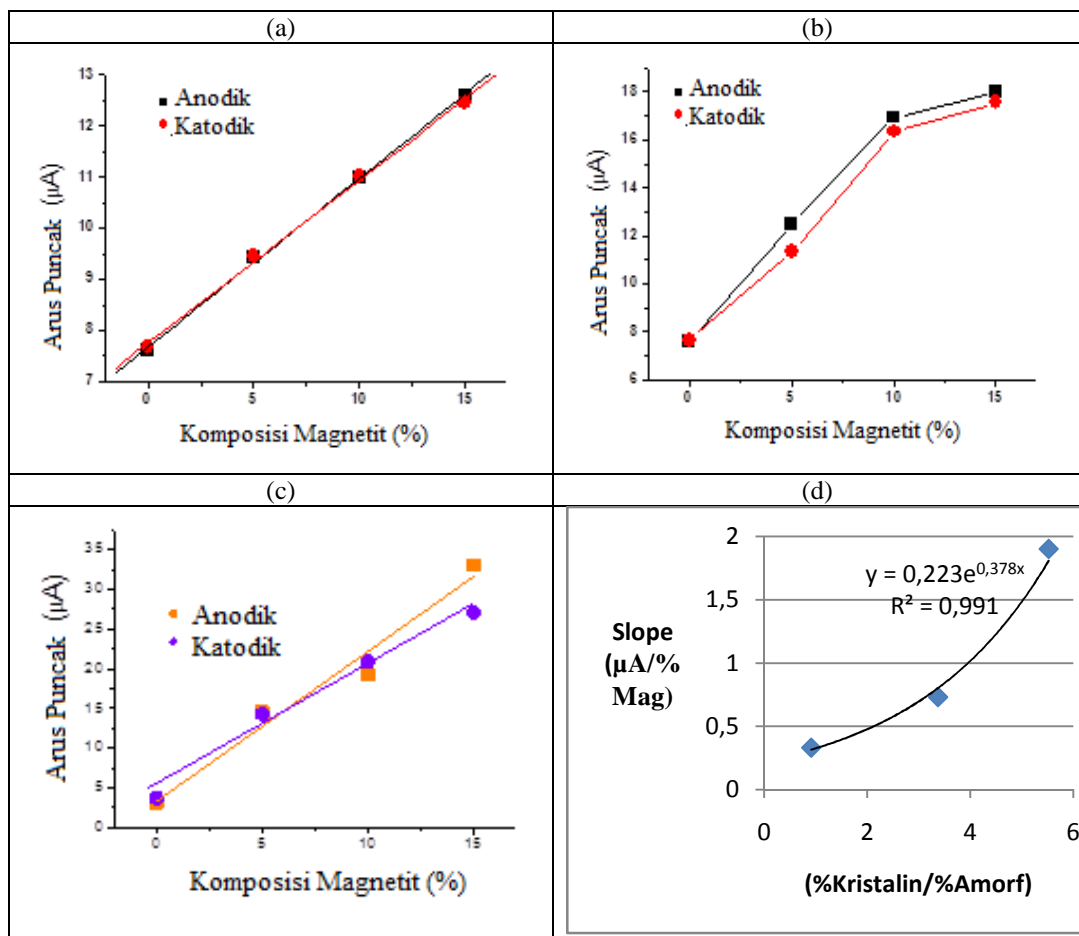 (a)
(b)
13
12
11
10
9
8
7
Anodik
Katodik
Arus Puncak (µA)
0
5
10
15
Komposisi Magnetit (%)
18
16
14
12
10
8
6
Anodik
Katodik
Arus Puncak (µA)
0
5
10
15
Komposisi Magnetit (%)
(c)
(d)
35
30
25
20
15
10
5
0
Anodik
Katodik
Arus Puncak (µA)
0
5
10
15
Komposisi Magnetit (%)
2
1,5
1
0,5
0
y = 0,223e^0,378x
R² = 0,991
Slope
(µA/%
Mag)
0
2
4
6
(%Kristalin/%Amorf)